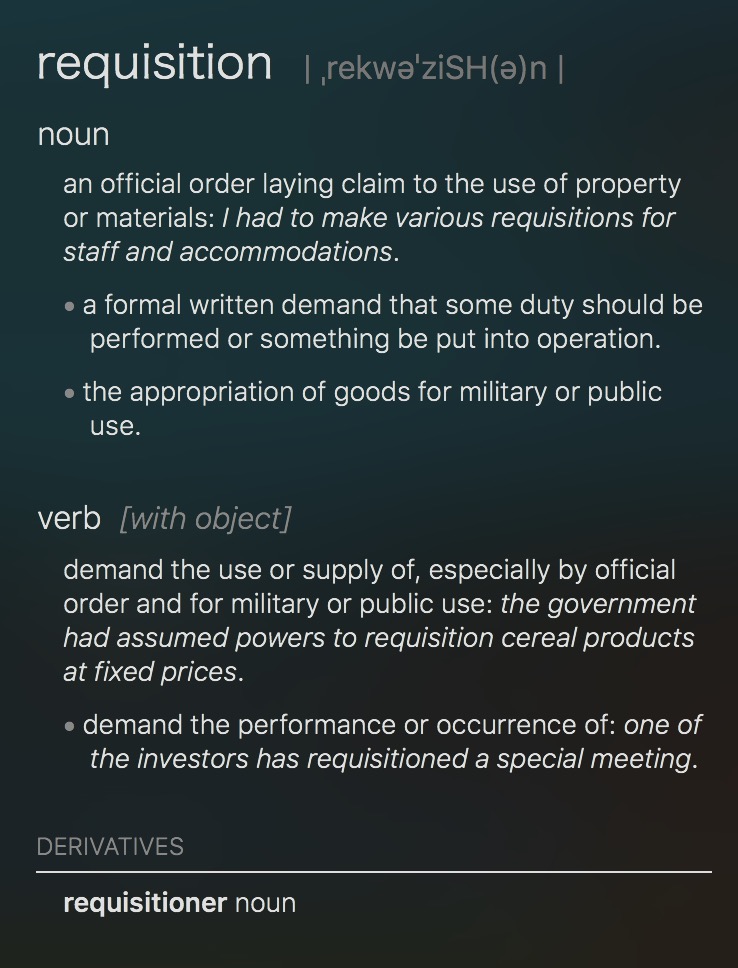 requisition | ˌrekwəˈziSH(ə)n |
noun
an official order laying claim to the use of property
or materials: I had to make various requisitions for
staff and accommodations.
• a formal written demand that some duty should be
performed or something be put into operation.
• the appropriation of goods for military or public
use.
verb [with object]
demand the use or supply of, especially by official
order and for military or public use: the government
had assumed powers to requisition cereal products
at fixed prices.
• demand the performance or occurrence of: one of
the investors has requisitioned a special meeting.
DERIVATIVES
requisitioner noun